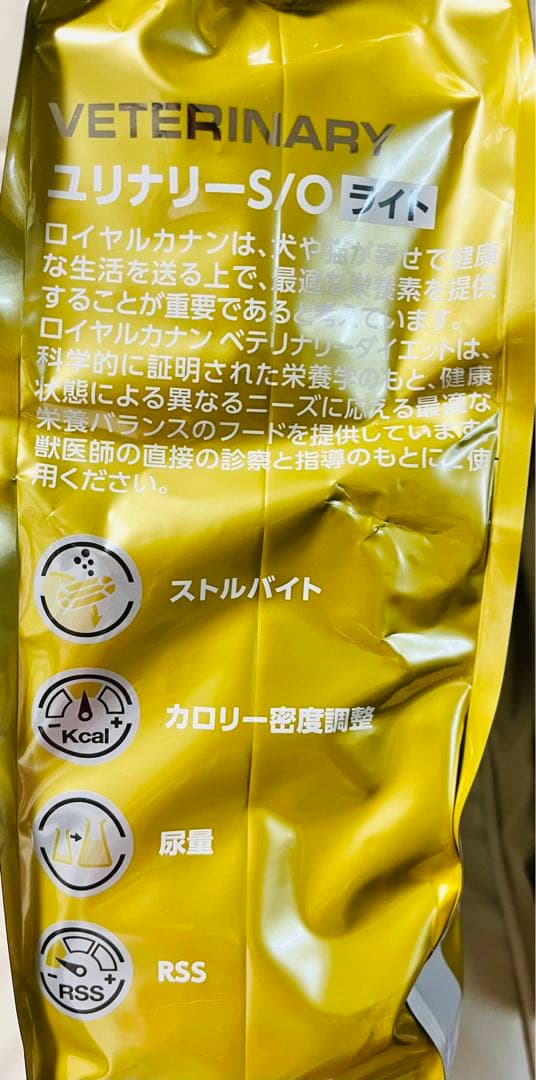 VETERINARY
ユリナリーS/O ライト
ロイヤルカナンは、犬や猫が幸せで健康
な生活を送る上で、最適な栄養素を提供
することが重要であると考えています。
ロイヤルカナン ベテリナリーダイエットは、
科学的に証明された栄養学のもと、健康
状態による異なるニーズに応える最適な
栄養バランスのフードを提供しています。
獣医師の直接の診察と指導のもとにご使
用ください。
ストルバイト
- + Kcal
カロリー密度調整
尿量
- + RSS
RSS